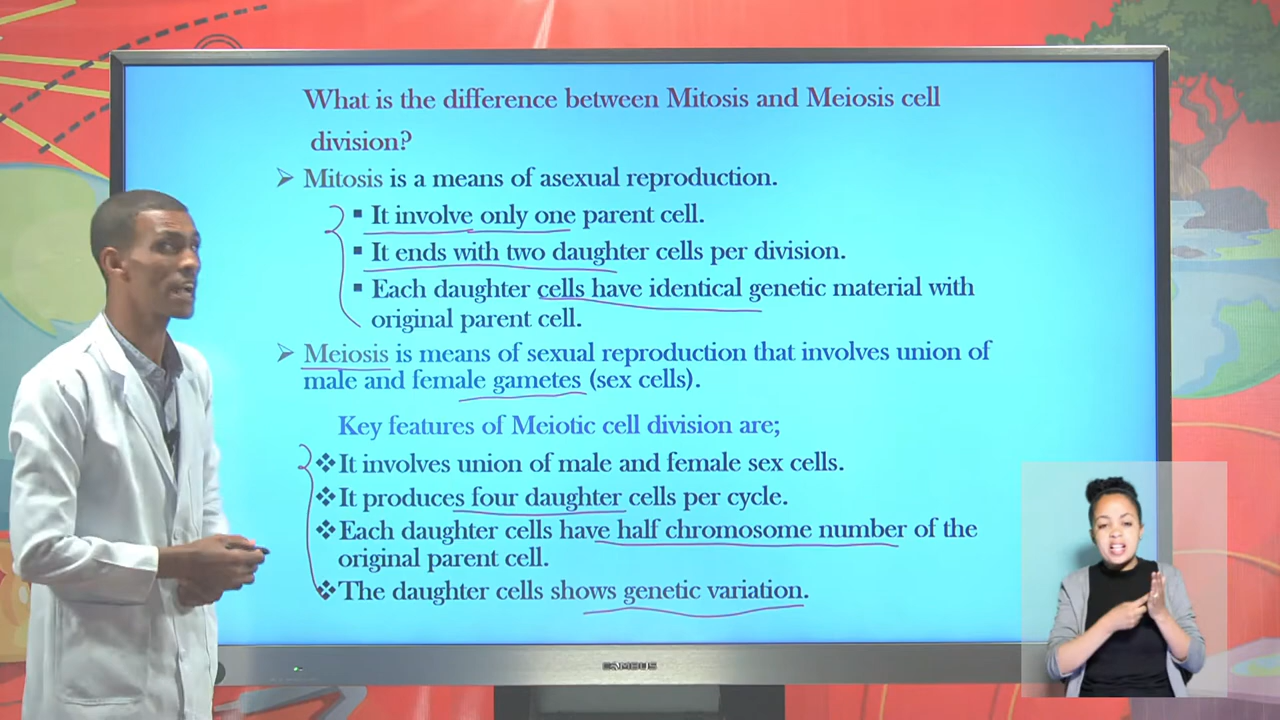 What is the difference between Mitosis and Meiosis cell
division?
➢ Mitosis is a means of asexual reproduction.
▪ It involve only one parent cell.
▪ It ends with two daughter cells per division.
▪ Each daughter cells have identical genetic material with
original parent cell.
➢ Meiosis is means of sexual reproduction that involves union of
male and female gametes (sex cells).
Key features of Meiotic cell division are;
❖ It involves union of male and female sex cells.
❖ It produces four daughter cells per cycle.
❖ Each daughter cells have half chromosome number of the
original parent cell.
❖ The daughter cells shows genetic variation.